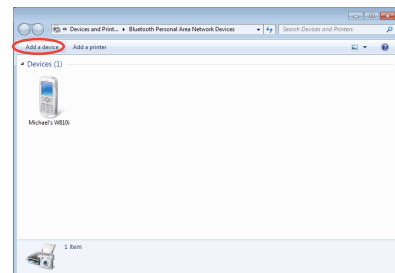 « Devices and Print... ▸ Bluetooth Personal Area Network Devices
Search Devices and Printers
Add a device Add a printer
Devices (1)
Michael's W810i
1 item